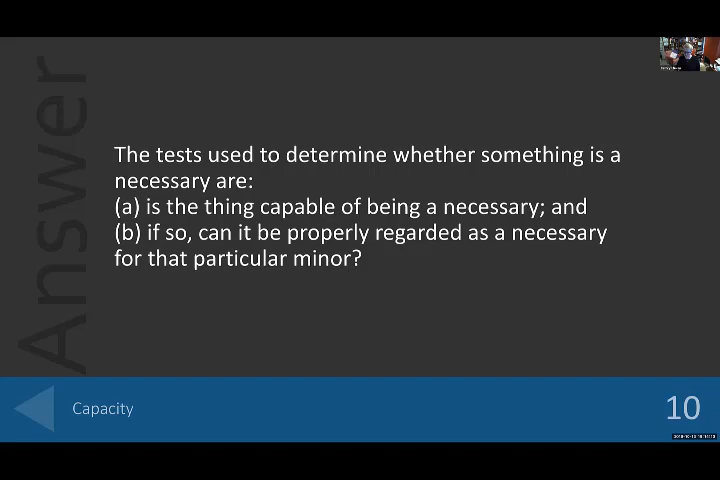 Answer
The tests used to determine whether something is a
necessary are:
(a) is the thing capable of being a necessary; and
(b) if so, can it be properly regarded as a necessary
for that particular minor?
Capacity
10